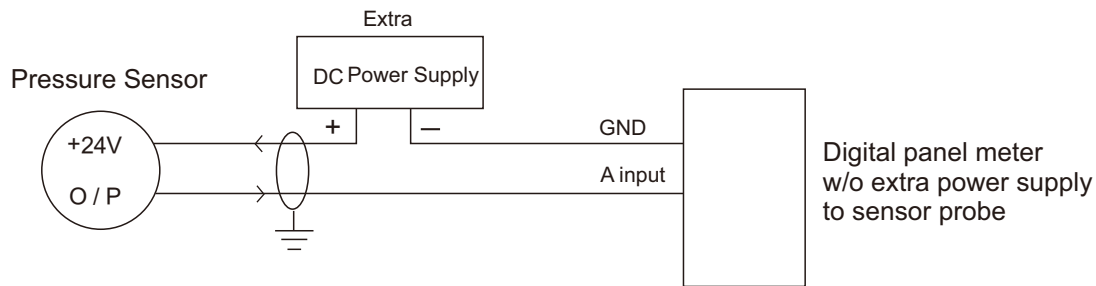 Extra
DC Power Supply
Pressure Sensor
+ –
+24V
GND
A input
O / P
Digital panel meter
w/o extra power supply
to sensor probe